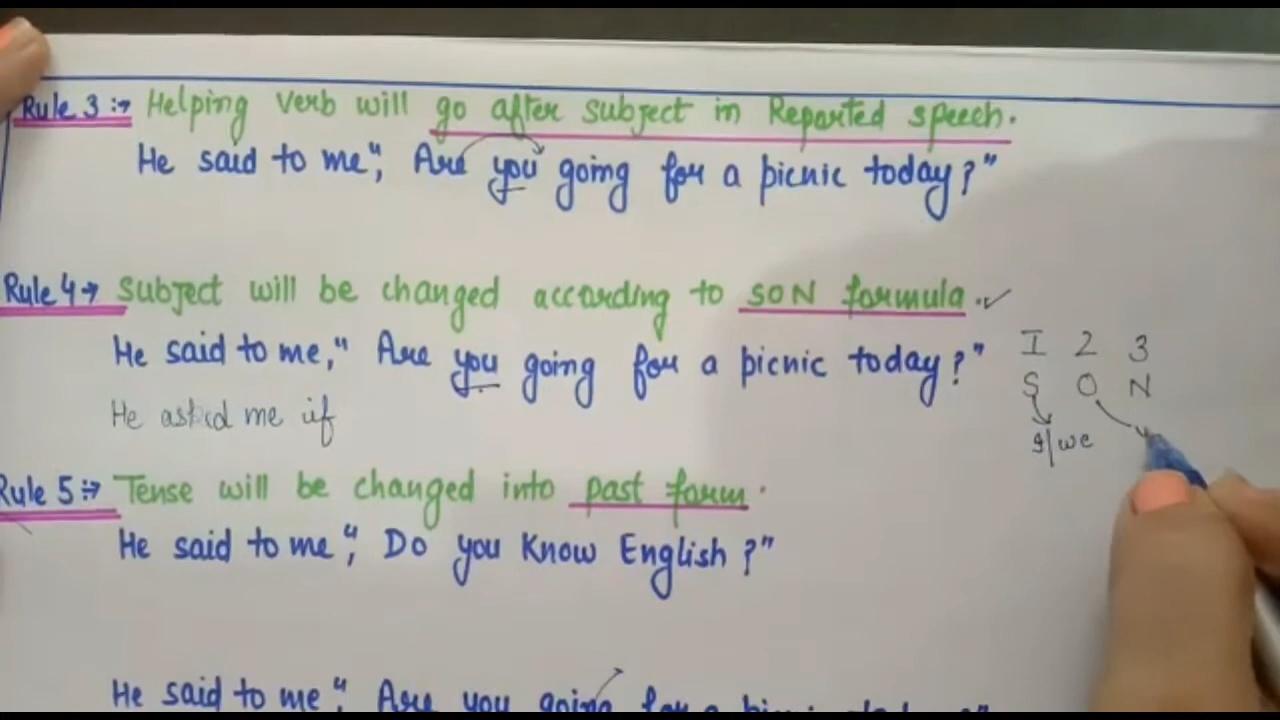 Rule 3 :→ Helping verb will go after subject in Reported speech.
He said to me", Are you going for a picnic today?"
Rule 4→ Subject will be changed according to SON formula. ✓
He said to me," Are you going for a picnic today?"
I 2 3
S O N
He asked me if
I/we
Rule 5 :→ Tense will be changed into past form.
He said to me", Do you Know English?"
He said to me", Are you going for a picnic